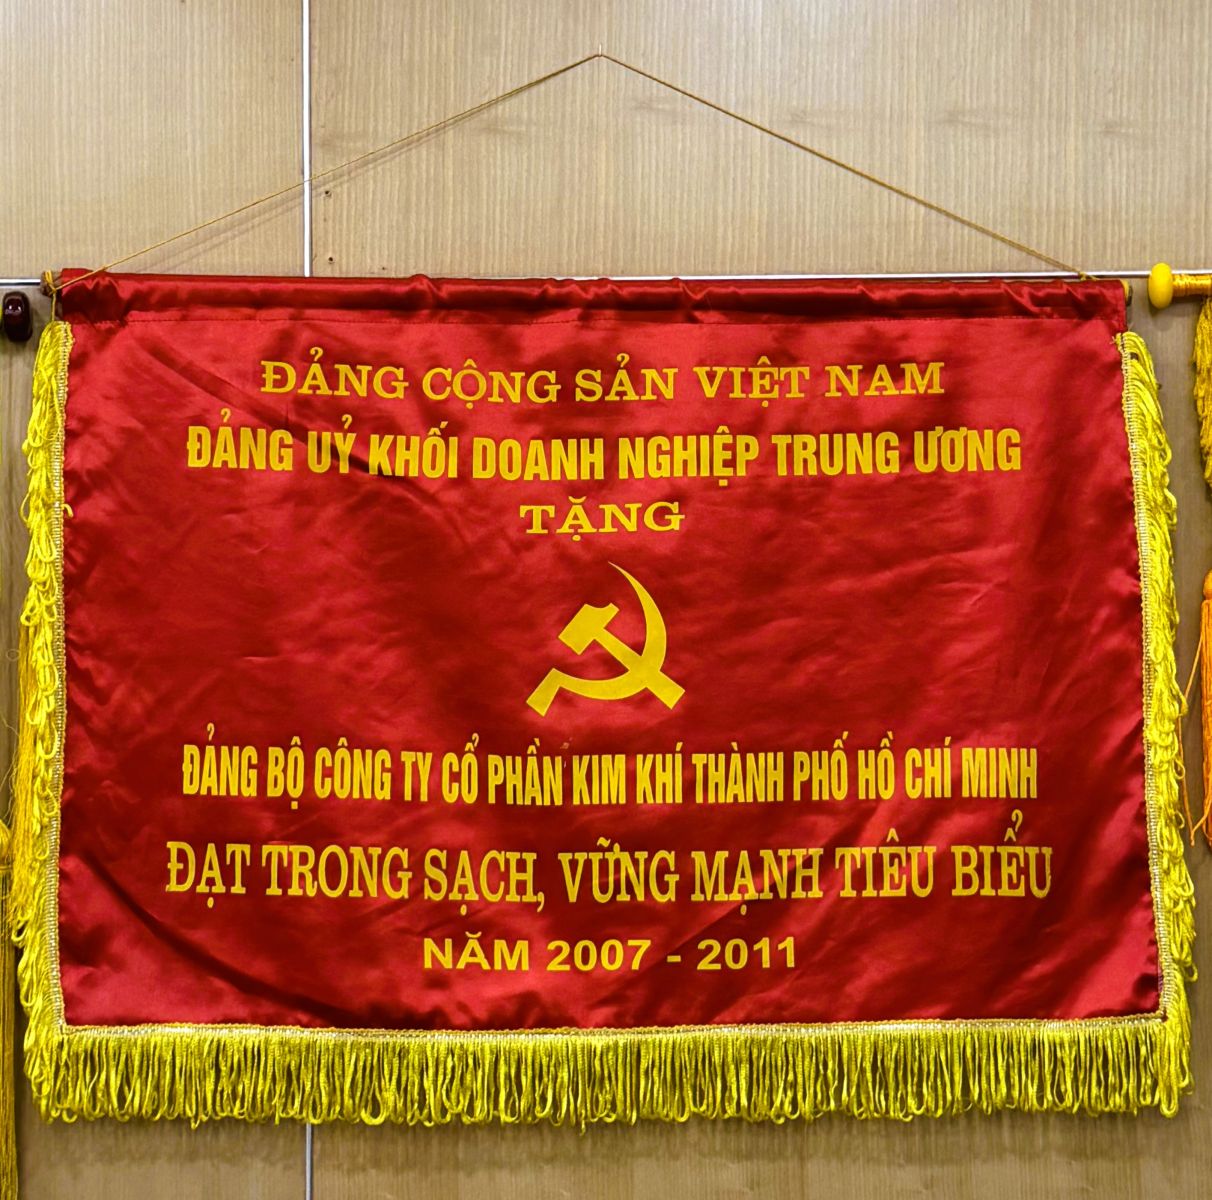 ĐẢNG CỘNG SẢN VIỆT NAM
ĐẢNG UỶ KHỐI DOANH NGHIỆP TRUNG ƯƠNG
TẶNG
ĐẢNG BỘ CÔNG TY CỔ PHẦN KIM KHÍ THÀNH PHỐ HỒ CHÍ MINH
ĐẠT TRONG SẠCH, VỮNG MẠNH TIÊU BIỂU
NĂM 2007 - 2011